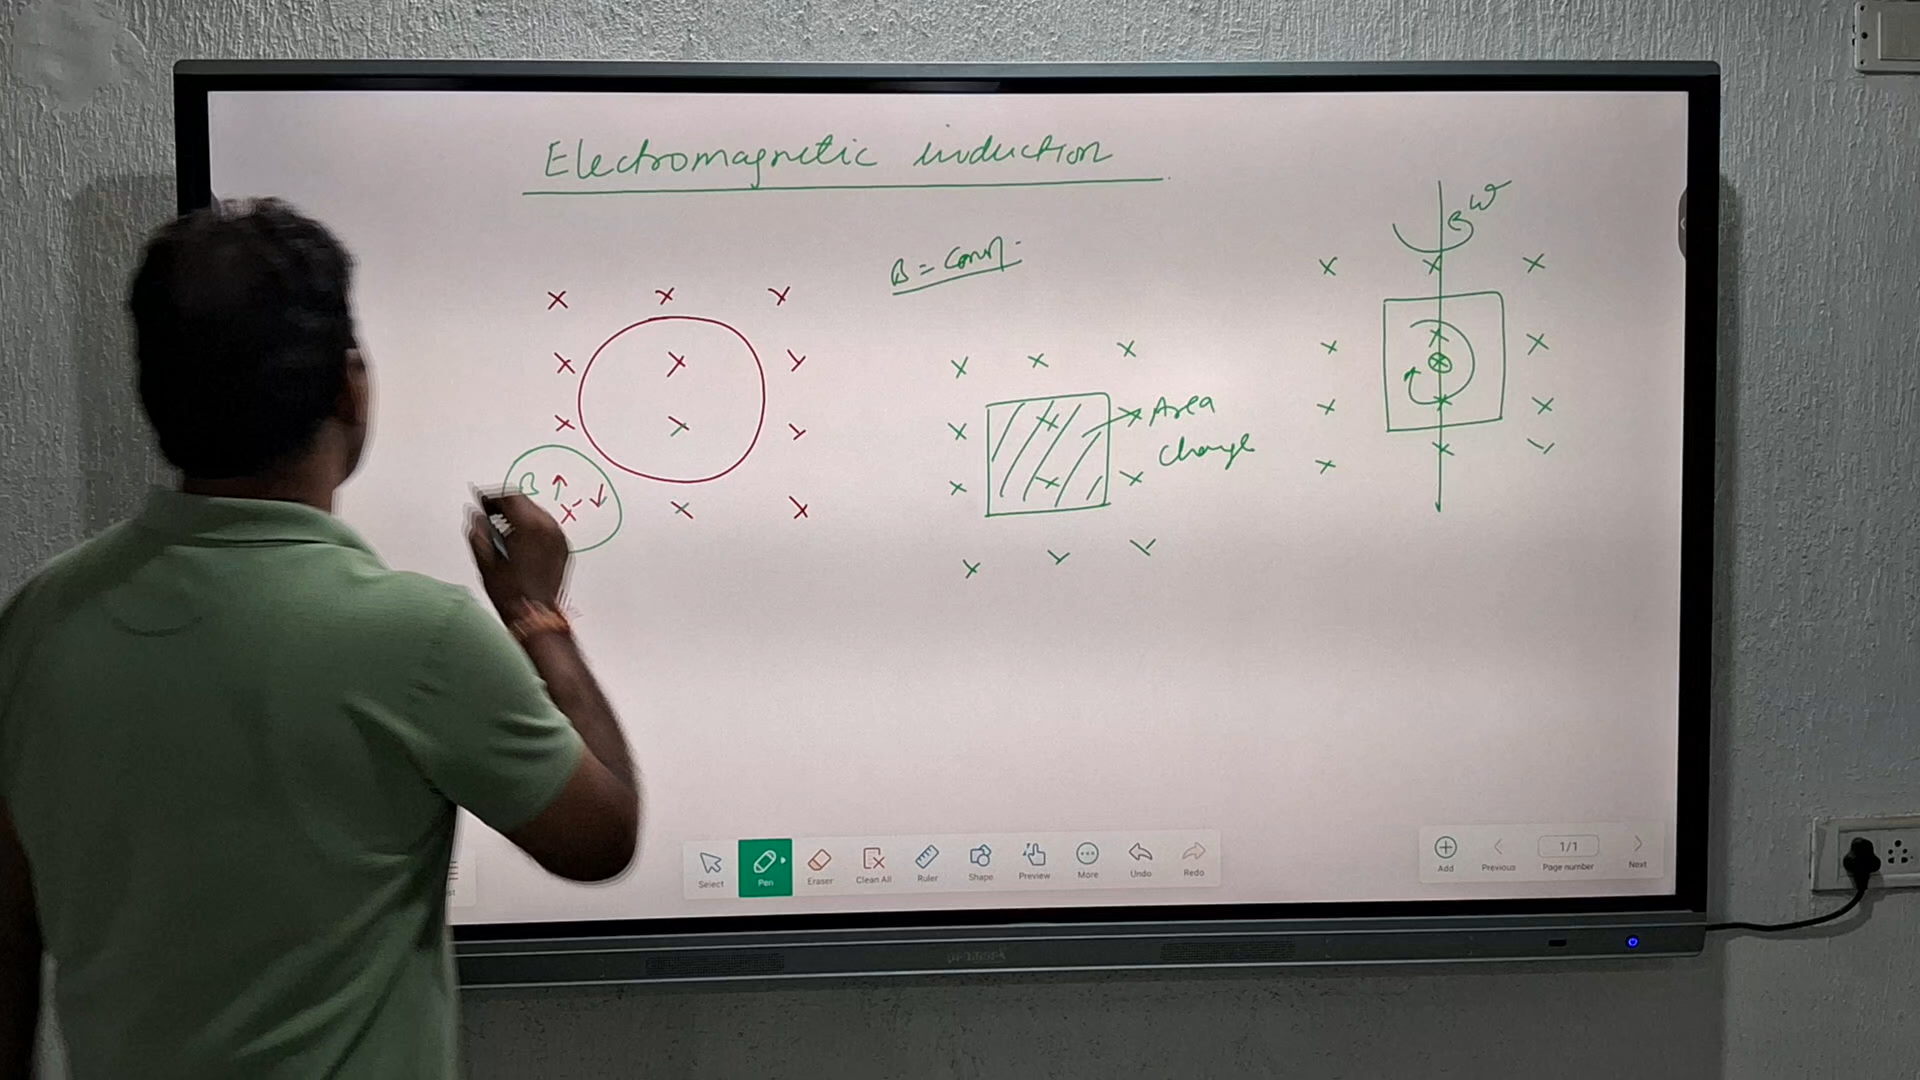 Electromagnetic induction
ω
B
B = const.
Area
Change
B
Select
Pen
Eraser
Clean All
Ruler
Shape
Preview
More
Undo
Redo
Add
Previous
1/1
Page number
Next